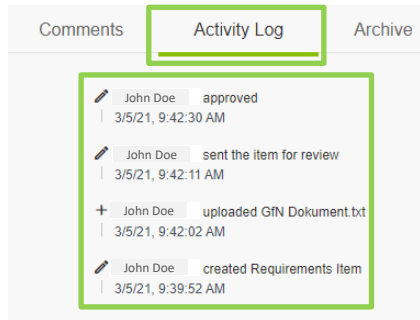 Comments Activity Log Archive
John Doe approved
3/5/21, 9:42:30 AM
John Doe sent the item for review
3/5/21, 9:42:11 AM
John Doe uploaded GfN Dokument.txt
3/5/21, 9:42:02 AM
John Doe created Requirements Item
3/5/21, 9:39:52 AM